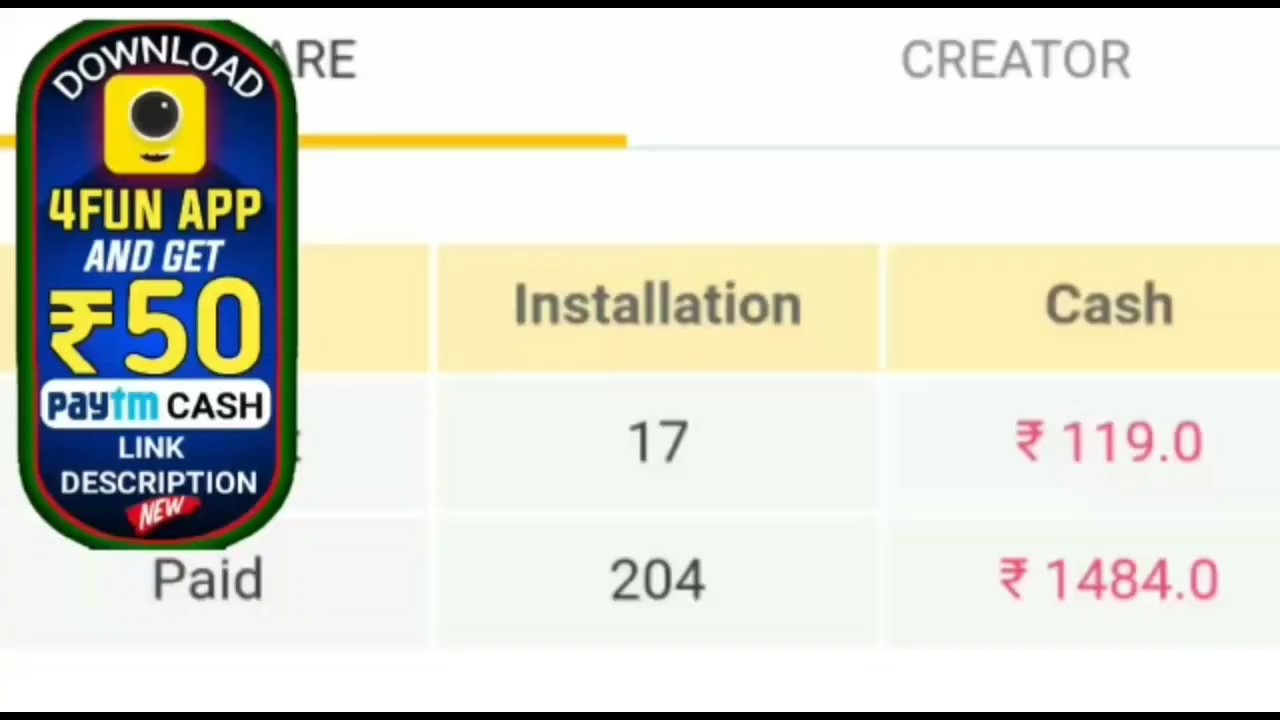 ARE
CREATOR
DOWNLOAD
4FUN APP
AND GET
₹50
paytm CASH
LINK
DESCRIPTION
NEW
Installation
Cash
17
₹ 119.0
Paid
204
₹ 1484.0